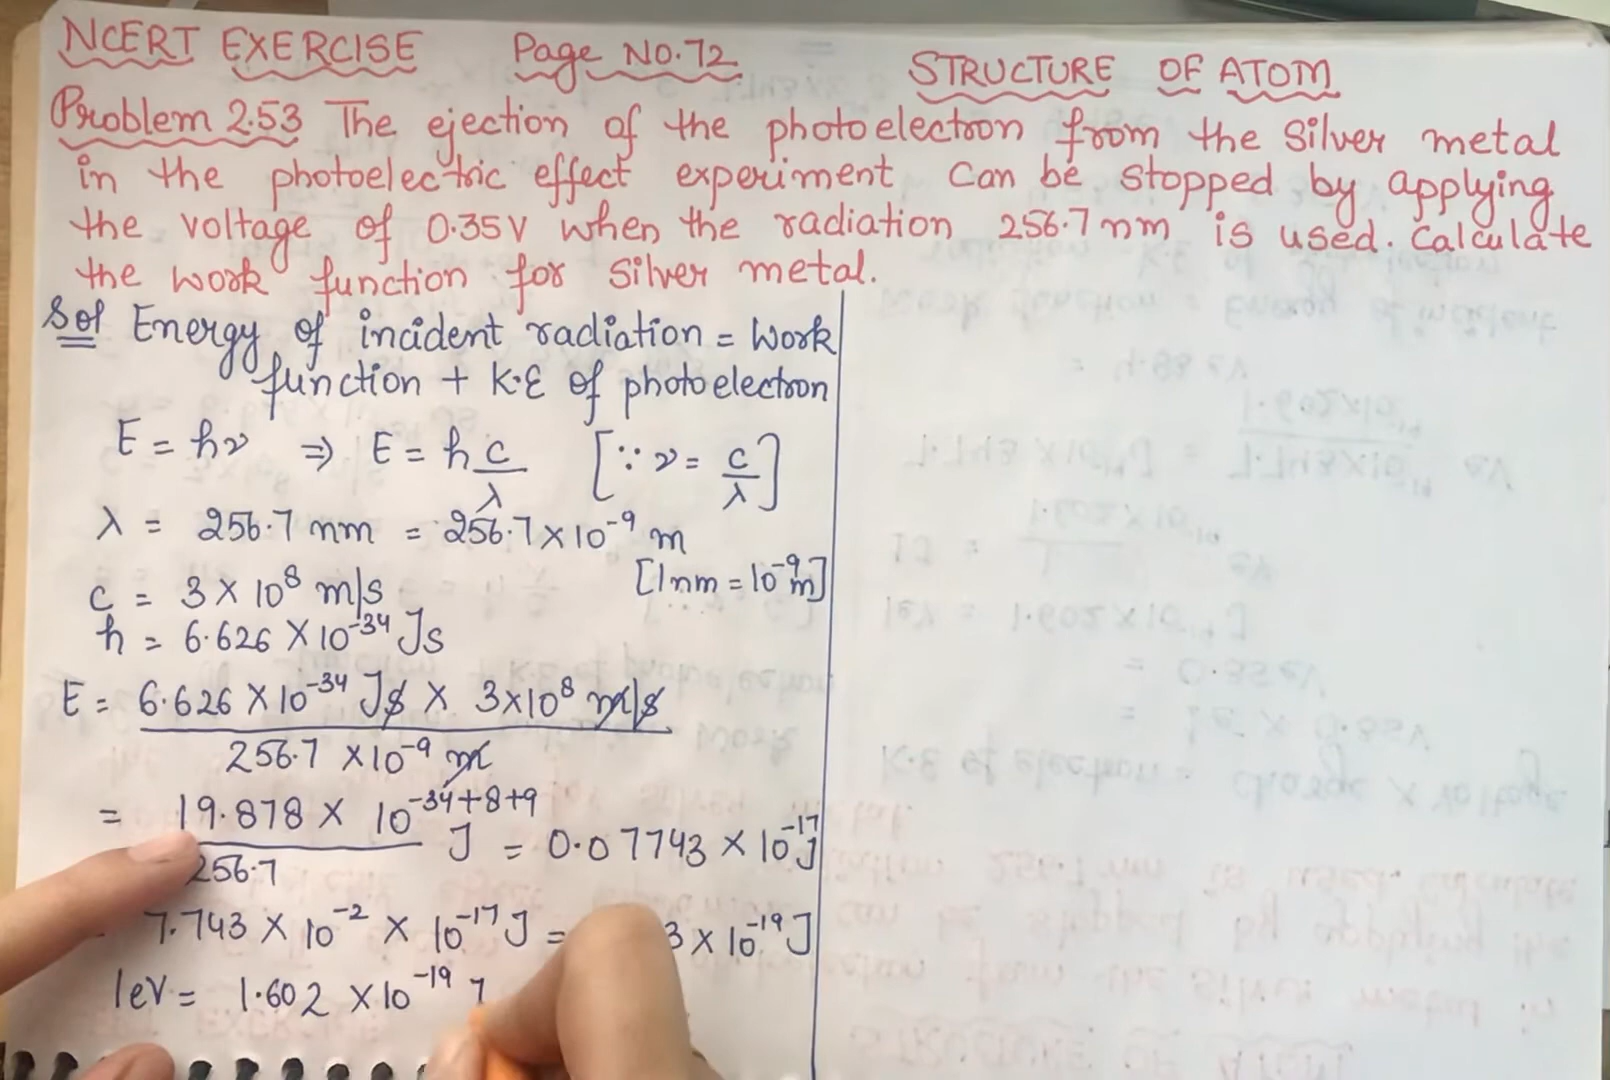 NCERT EXERCISE Page No.72 STRUCTURE OF ATOM
Problem 2.53 The ejection of the photoelectron from the Silver metal
in the photoelectric effect experiment can be stopped by applying
the voltage of 0.35V when the radiation 256.7 nm is used. Calculate
the work function for silver metal.
Sol Energy of incident radiation = Work
function + K.E of photoelectron
E = hν ⇒ E = h c/λ [∵ ν = c/λ]
λ = 256.7 nm = 256.7 × 10⁻⁹ m
[1nm = 10⁻⁹m]
c = 3 × 10⁸ m/s
h = 6.626 × 10⁻³⁴ Js
E = 6.626 × 10⁻³⁴ Js × 3×10⁸ m/s
256.7 × 10⁻⁹ m
= 19.878 × 10⁻³⁴⁺⁸⁺⁹ J = 0.07743 × 10⁻¹⁷J
256.7
7.743 × 10⁻² × 10⁻¹⁷ J = 3 × 10⁻¹⁹ J
1eV = 1.602 × 10⁻¹⁹